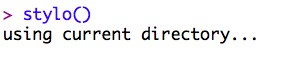 > stylo()
using current directory...